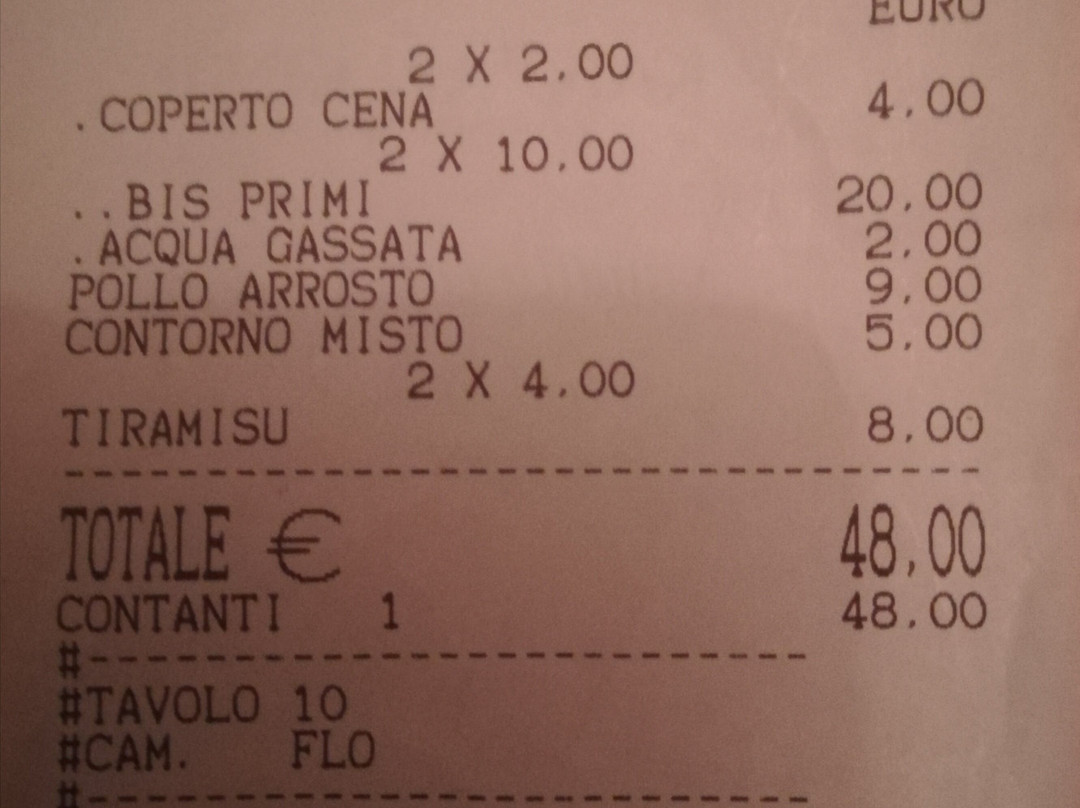 EURO
2 X 2,00
.COPERTO CENA 4,00
2 X 10,00
..BIS PRIMI 20,00
.ACQUA GASSATA 2,00
POLLO ARROSTO 9,00
CONTORNO MISTO 5,00
2 X 4,00
TIRAMISU 8,00
--------------------------------
TOTALE € 48,00
CONTANTI 1 48,00
#-------------------------
#TAVOLO 10
#CAM. FLO
#-------------------------